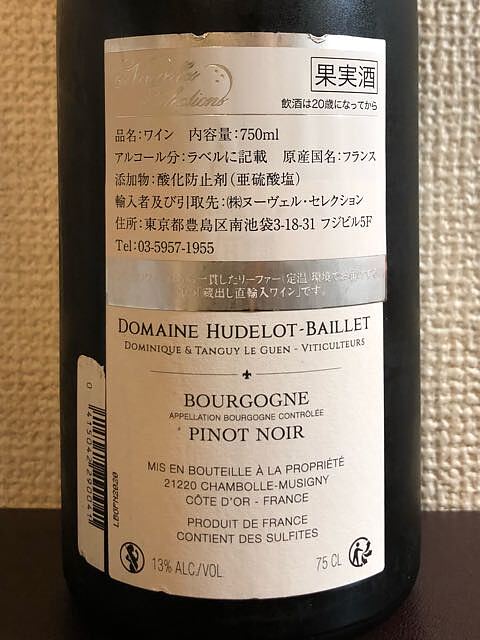 Nouvelles
Selections
果実酒
飲酒は20歳になってから
品名:ワイン 内容量:750ml
アルコール分:ラベルに記載 原産国名:フランス
添加物:酸化防止剤(亜硫酸塩)
輸入者及び引取先:㈱ヌーヴェル・セレクション
住所:東京都豊島区南池袋3-18-31 フジビル5F
Tel:03-5957-1955
一貫したリーファー(定温)環境で
蔵出し直輸入ワイン」です。
DOMAINE HUDELOT-BAILLET
DOMINIQUE & TANGUY LE GUEN - VITICULTEURS
BOURGOGNE
APPELLATION BOURGOGNE CONTRÔLÉE
PINOT NOIR
MIS EN BOUTEILLE À LA PROPRIÉTÉ
21220 CHAMBOLLE-MUSIGNY
CÔTE D'OR - FRANCE
PRODUIT DE FRANCE
CONTIENT DES SULFITES
13% ALC./VOL.
75 CL
LBOPN2020